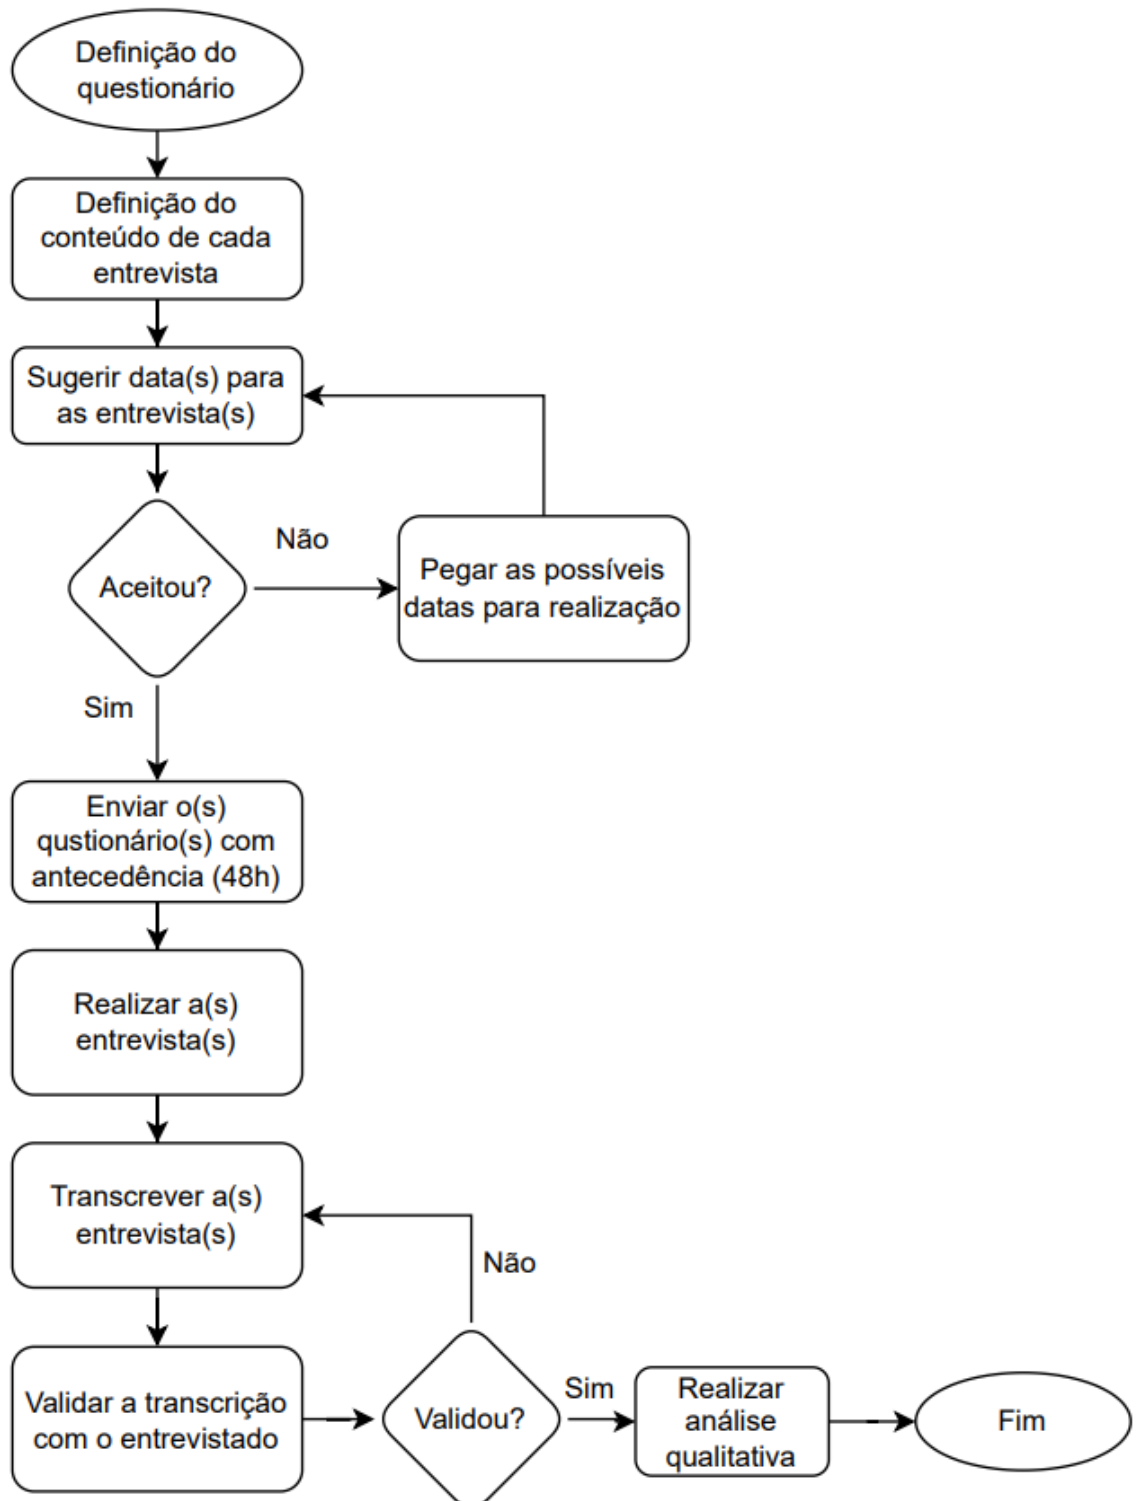 Definição do
questionário
Definição do
conteúdo de cada
entrevista
Sugerir data(s) para
as entrevista(s)
Aceitou?
Não
Pegar as possíveis
datas para realização
Sim
Enviar o(s)
qustionário(s) com
antecedência (48h)
Realizar a(s)
entrevista(s)
Transcrever a(s)
entrevista(s)
Não
Validar a transcrição
com o entrevistado
Validou?
Sim
Realizar
análise
qualitativa
Fim